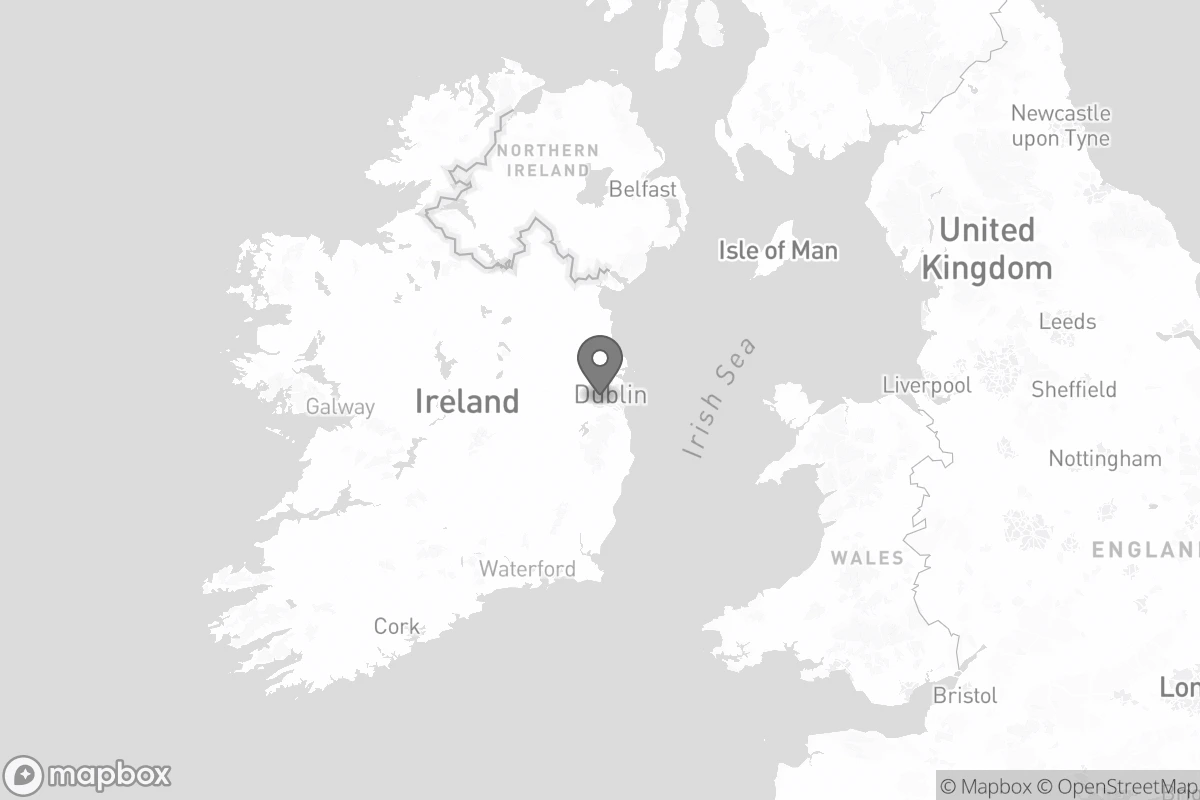 Newcastle
upon Tyne
NORTHERN
IRELAND
Belfast
United
Kingdom
Isle of Man
Leeds
Irish Sea
Liverpool
Sheffield
Dublin
Ireland
Galway
Nottingham
WALES
ENGLAN
Waterford
Cork
Lon
Bristol
mapbox
© Mapbox © OpenStreetMap